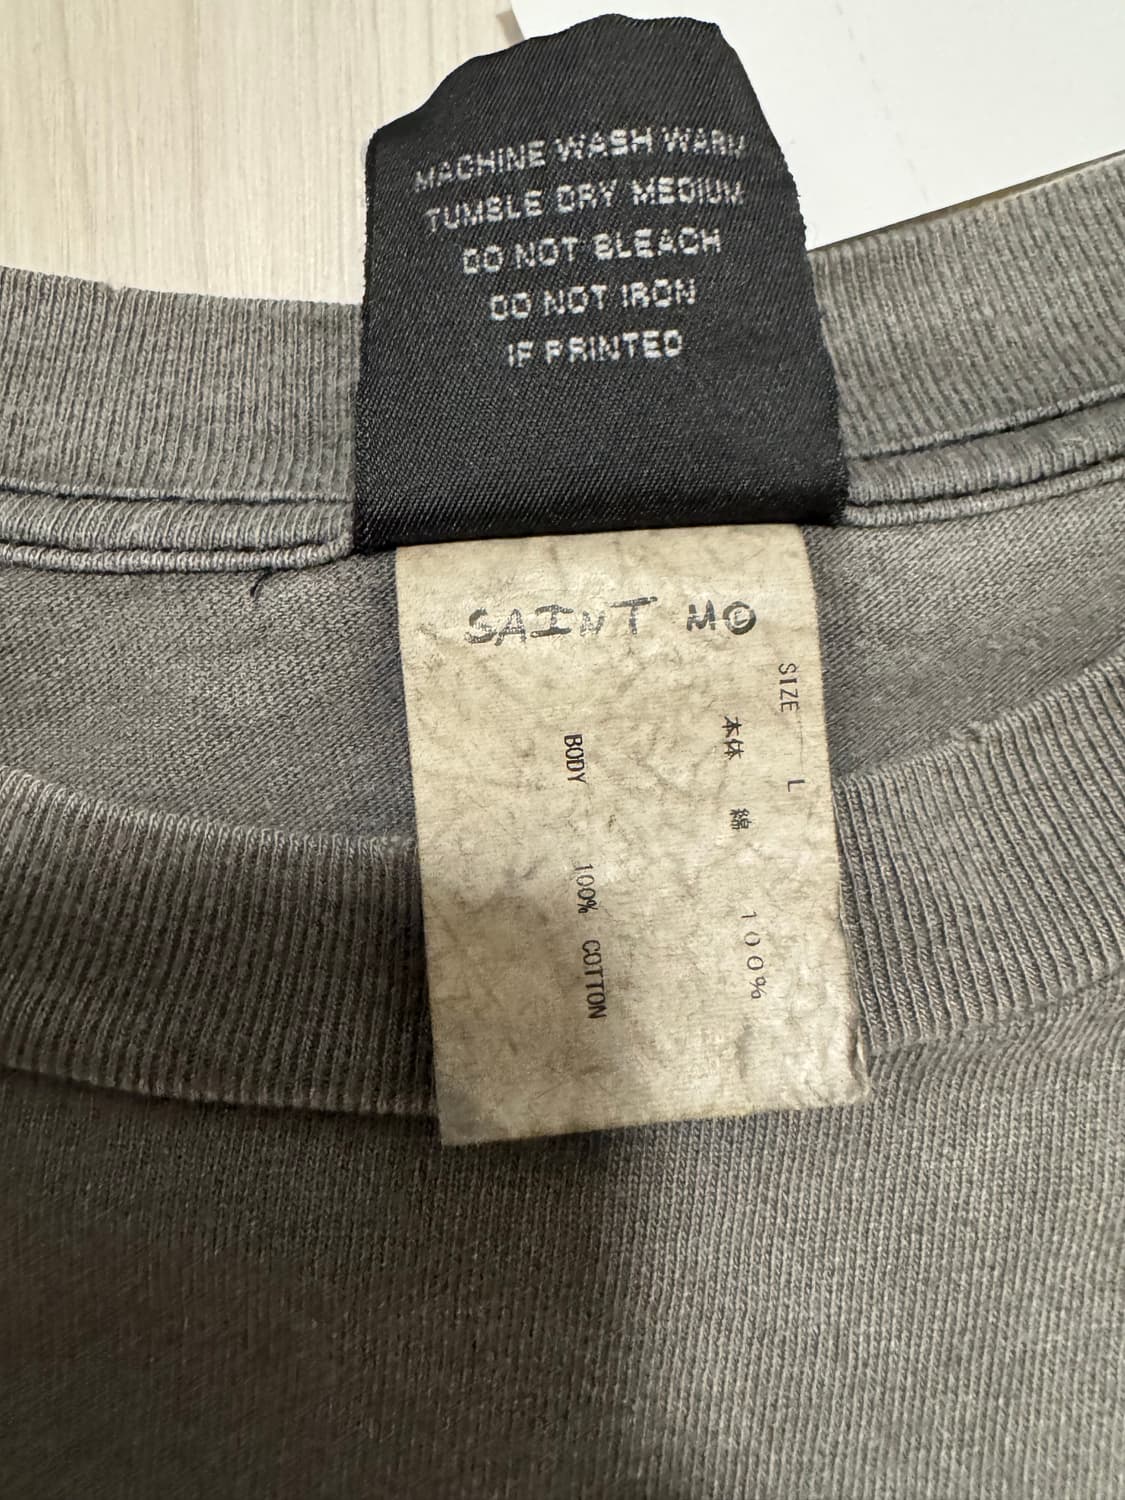 MACHINE WASH WARM
TUMBLE DRY MEDIUM
DO NOT BLEACH
DO NOT IRON
IF PRINTED
SAINT M©
SIZE L
本体 綿 100%
BODY 100% COTTON